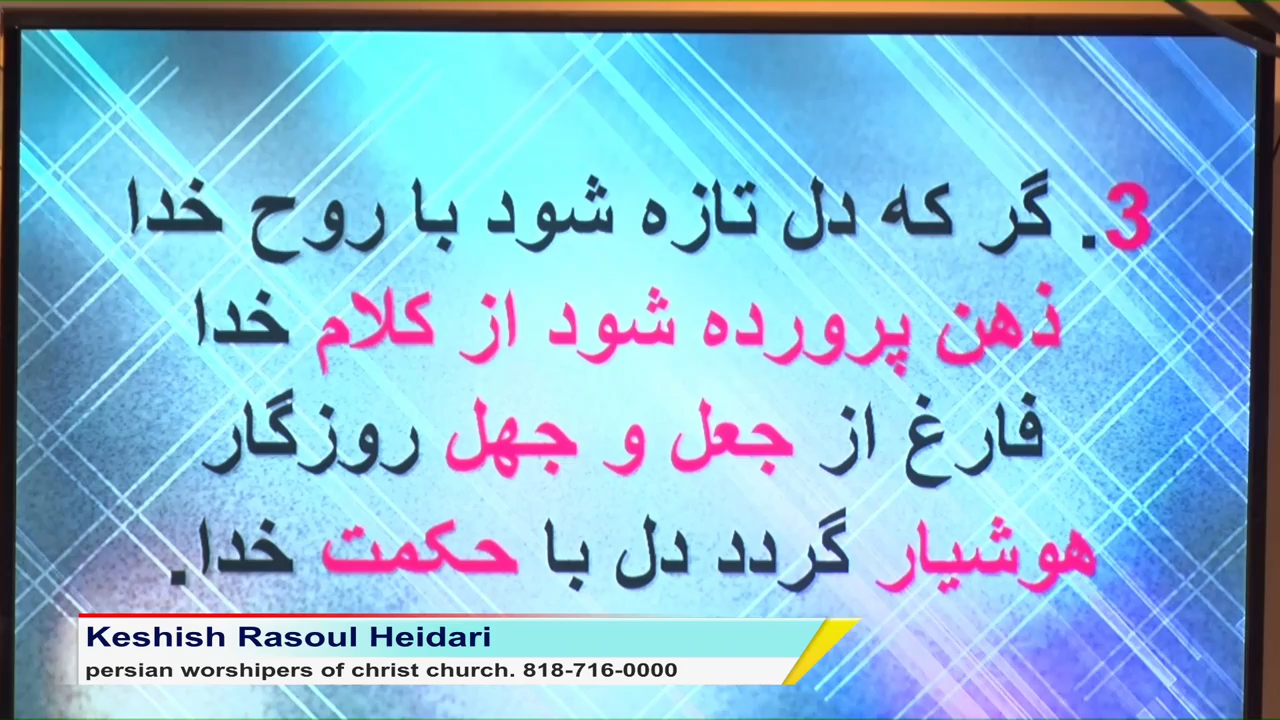 3. گر که دل تازه شود با روح خدا
ذهن پرورده شود از کلام خدا
فارغ از جعل و جهل روزگار
هوشیار گردد دل با حکمت خدا.
Keshish Rasoul Heidari
persian worshipers of christ church. 818-716-0000